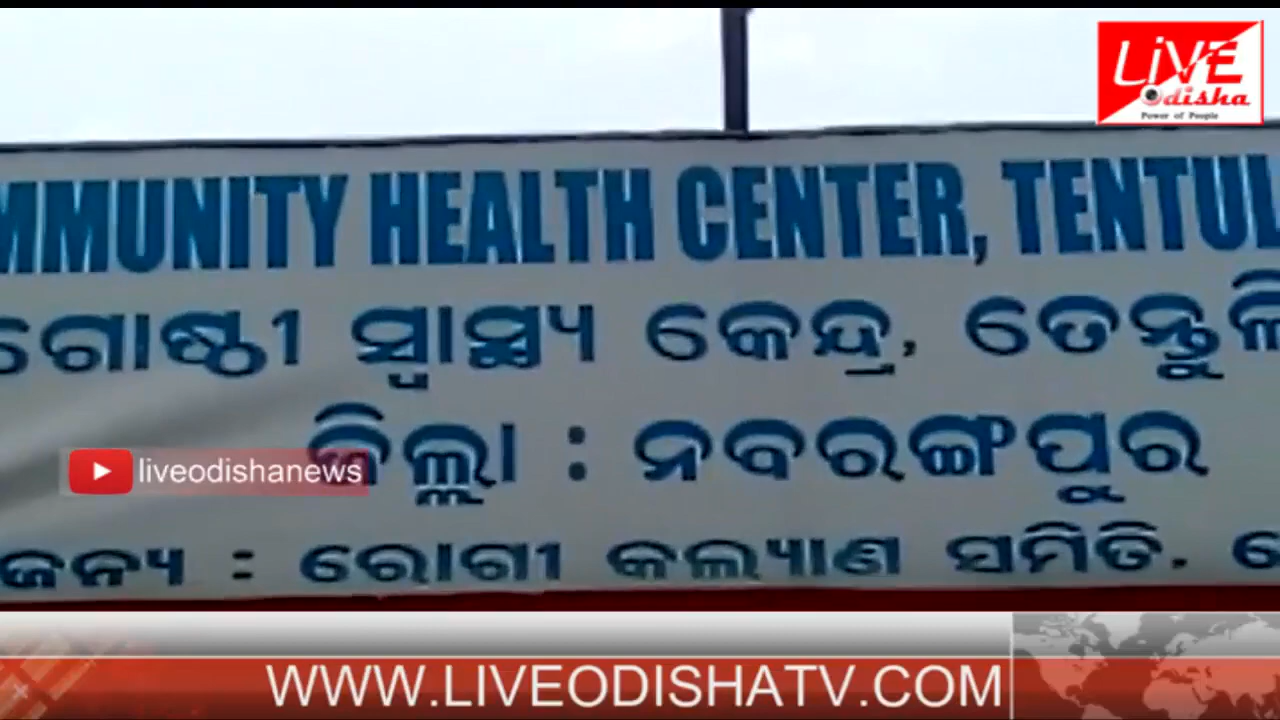 LiVE
Odisha
Power of People
MMUNITY HEALTH CENTER, TENTUL
ଗୋଷ୍ଠୀ ସ୍ୱାସ୍ଥ୍ୟ କେନ୍ଦ୍ର, ତେନ୍ତୁଳି
ଜିଲ୍ଲା : ନବରଙ୍ଗପୁର
liveodishanews
ଜନ୍ୟ : ରୋଗୀ କଲ୍ୟାଣ ସମିତି,
WWW.LIVEODISHATV.COM